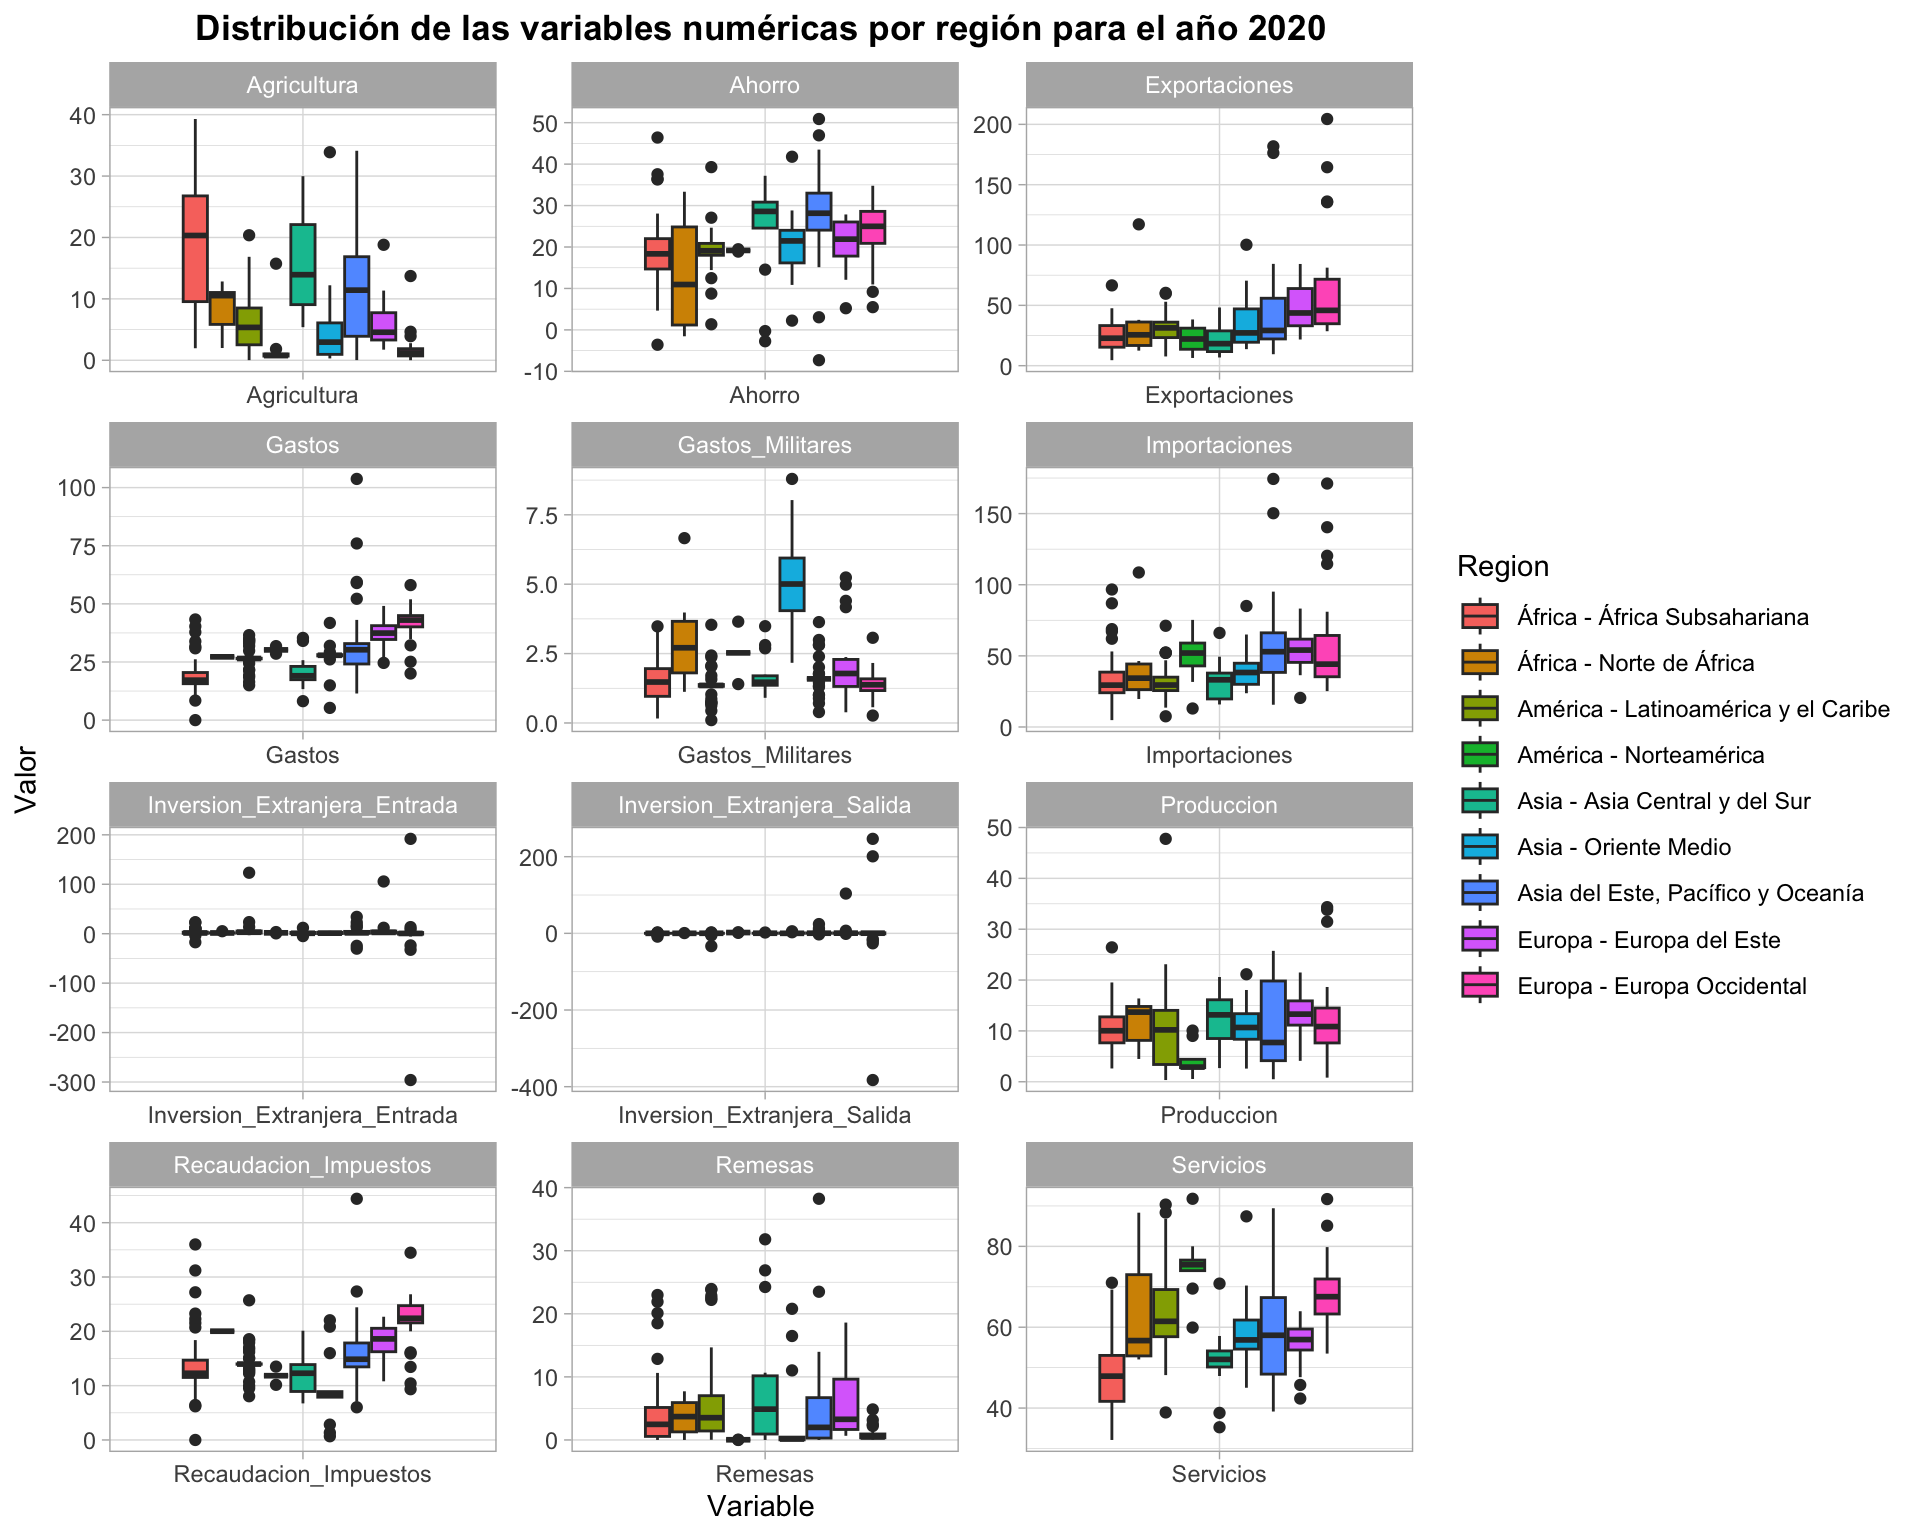 Distribución de las variables numéricas por región para el año 2020
Agricultura
Ahorro
Exportaciones
40
30
20
10
0
50
40
30
20
10
0
-10
200
150
100
50
0
Agricultura
Ahorro
Exportaciones
Gastos
Gastos_Militares
Importaciones
100
75
50
25
0
7.5
5.0
2.5
0.0
150
100
50
0
Gastos
Gastos_Militares
Importaciones
Valor
Inversion_Extranjera_Entrada
Inversion_Extranjera_Salida
Produccion
200
100
0
-100
-200
-300
200
0
-200
-400
50
40
30
20
10
0
Inversion_Extranjera_Entrada
Inversion_Extranjera_Salida
Produccion
Recaudacion_Impuestos
Remesas
Servicios
40
30
20
10
0
40
30
20
10
0
80
60
40
Recaudacion_Impuestos
Remesas
Servicios
Variable
Region
África - África Subsahariana
África - Norte de África
América - Latinoamérica y el Caribe
América - Norteamérica
Asia - Asia Central y del Sur
Asia - Oriente Medio
Asia del Este, Pacífico y Oceanía
Europa - Europa del Este
Europa - Europa Occidental